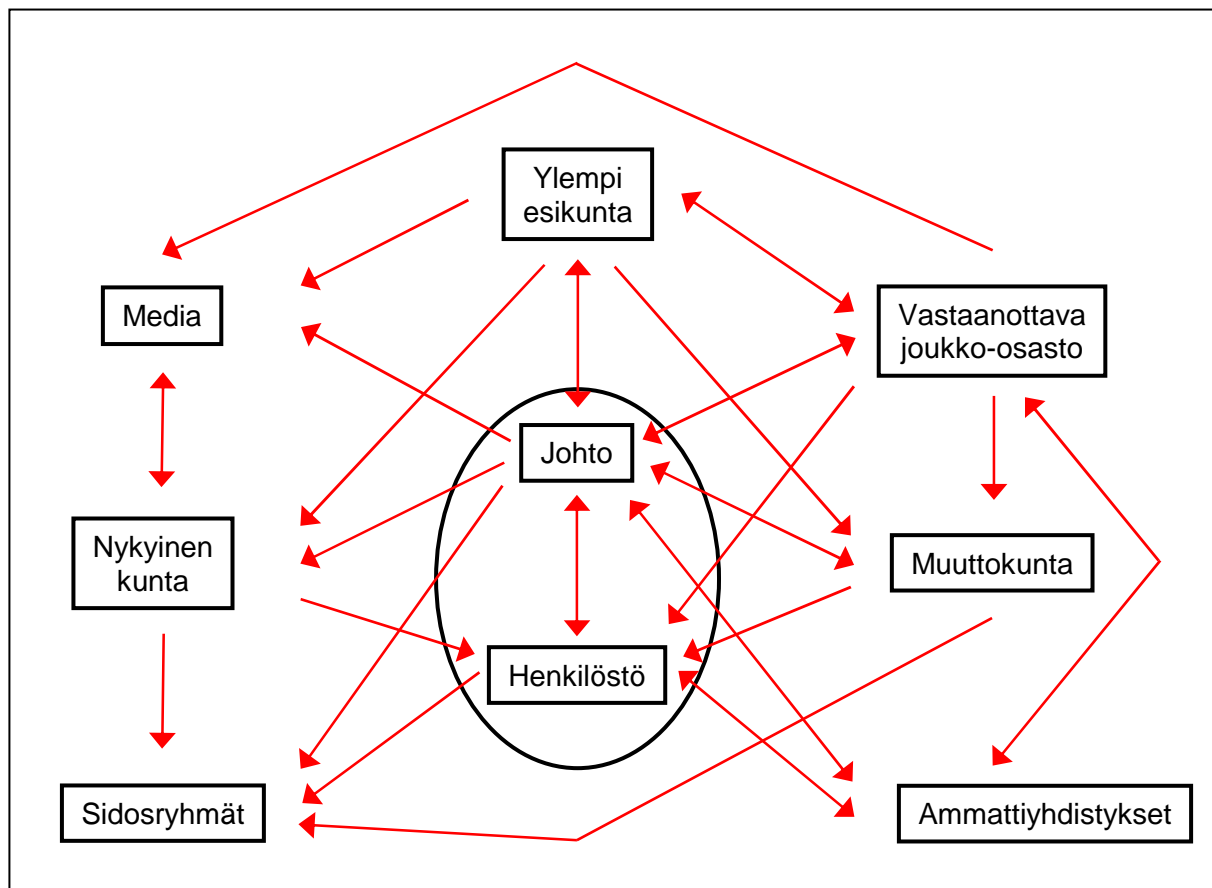 Ylempi
esikunta
Media
Vastaanottava
joukko-osasto
Johto
Nykyinen
kunta
Muuttokunta
Henkilöstö
Sidosryhmät
Ammattiyhdistykset